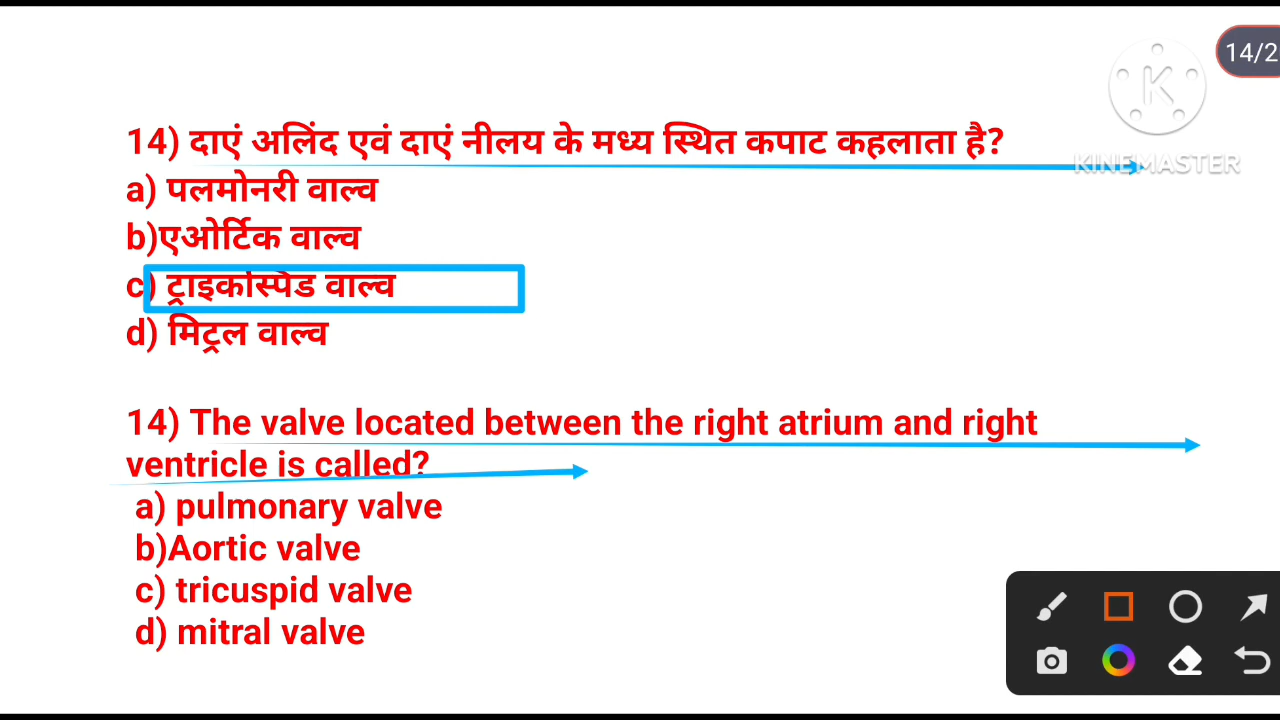 14/2
KINEMASTER
14) दाएं अलिंद एवं दाएं नीलय के मध्य स्थित कपाट कहलाता है?
a) पलमोनरी वाल्व
b)एओर्टिक वाल्व
c) ट्राइकोस्पिड वाल्व
d) मिट्रल वाल्व
14) The valve located between the right atrium and right
ventricle is called?
a) pulmonary valve
b)Aortic valve
c) tricuspid valve
d) mitral valve